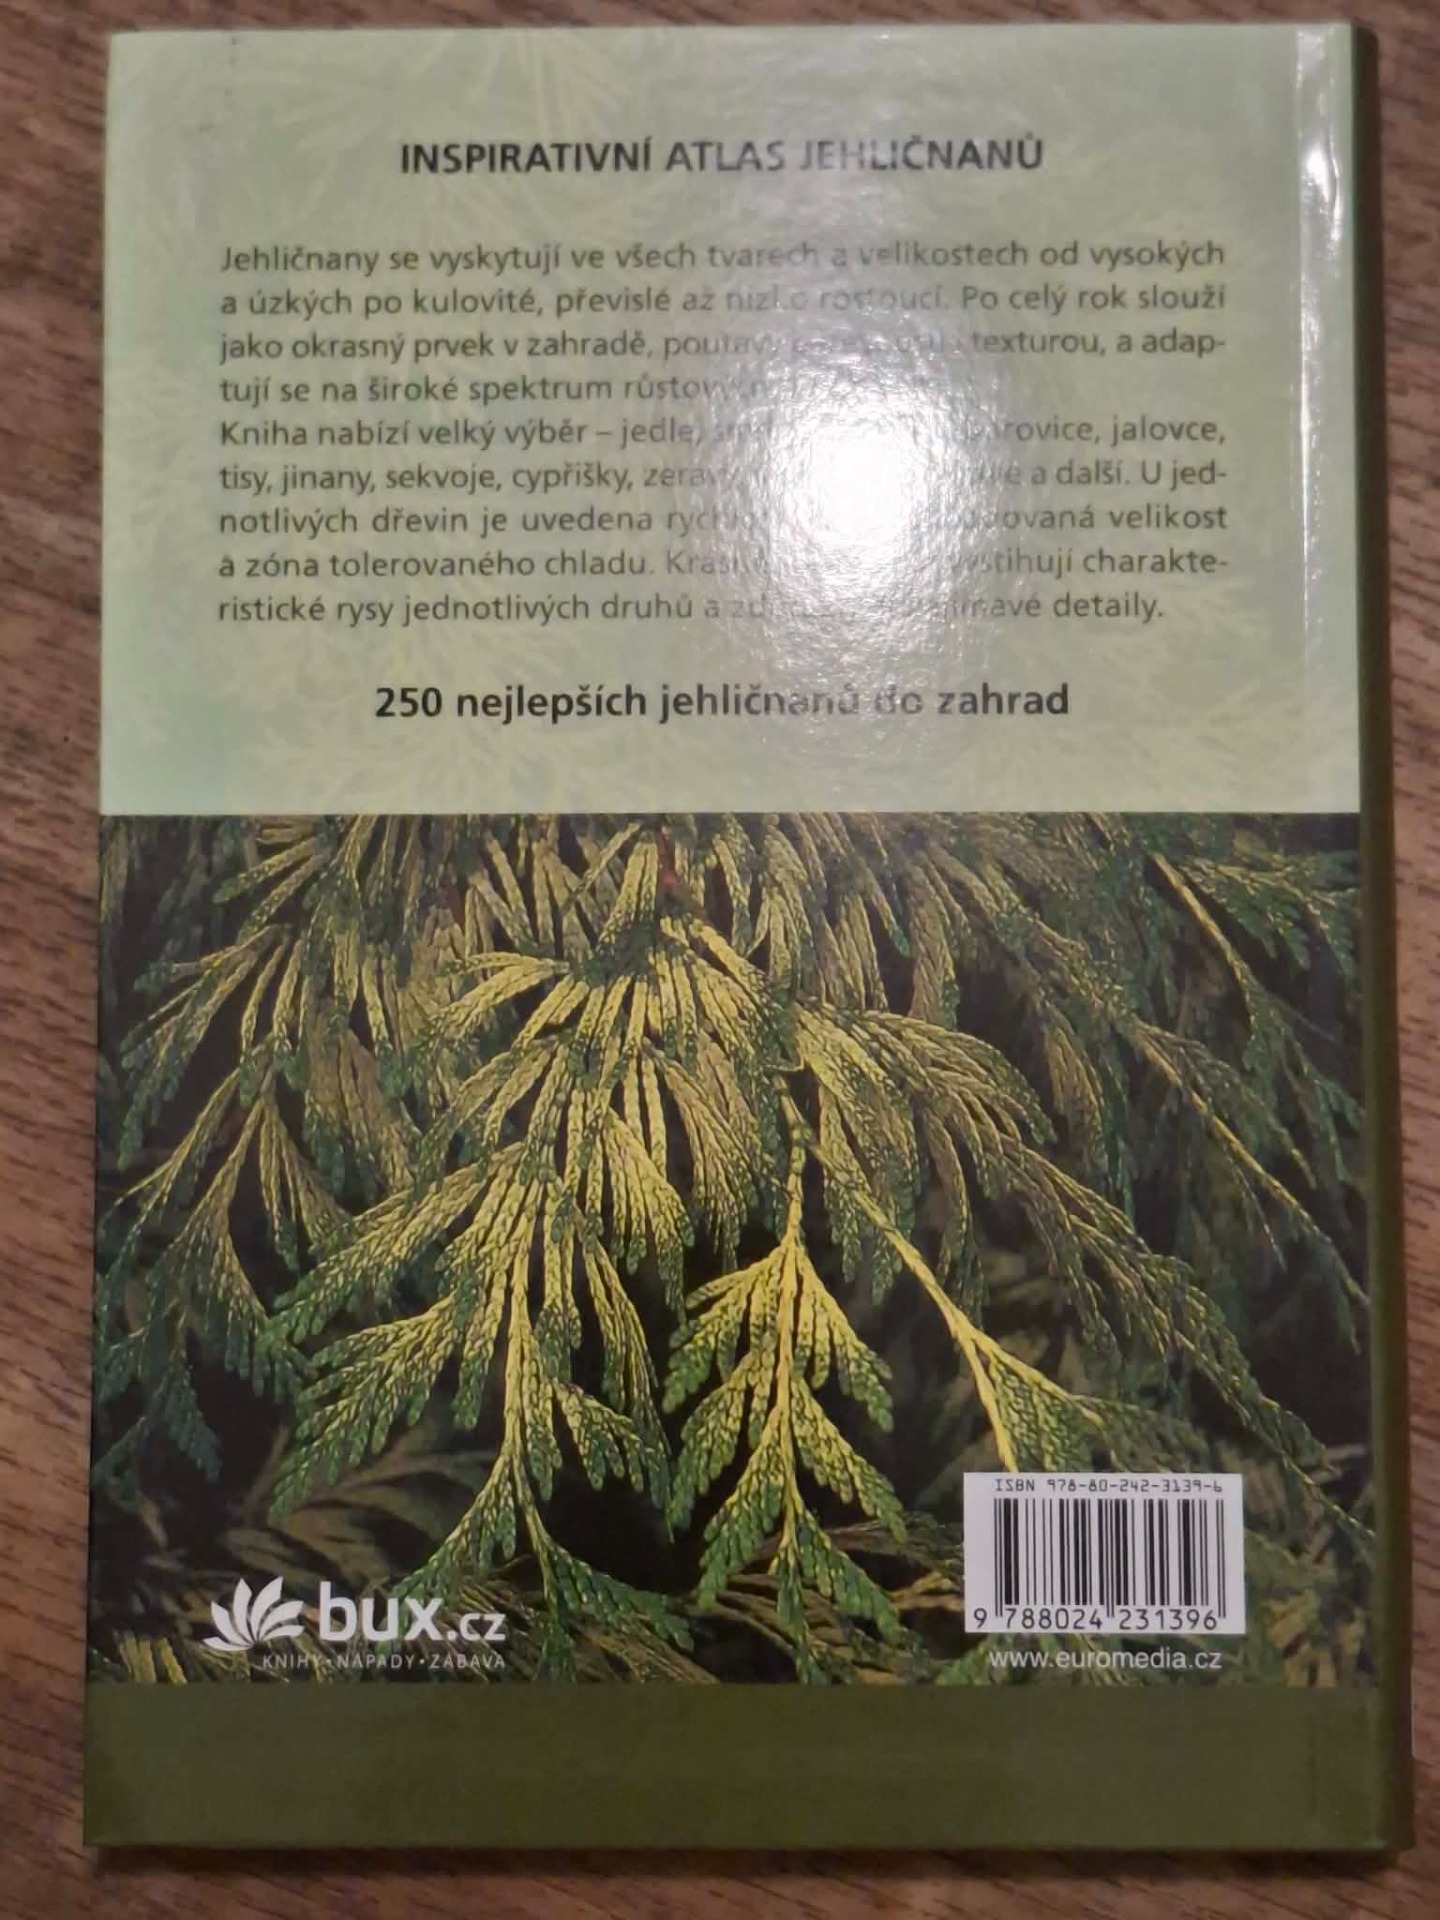 INSPIRATIVNÍ ATLAS JEHLIČNANŮ
Jehličnany se vyskytují ve všech tvarech a velikostech od vysokých
a úzkých po kulovité, převislé až nízko rostoucí. Po celý rok slouží
jako okrasný prvek v zahradě, texturou, a adap-
tují se na široké spektrum
Kniha nabízí velký výběr – jedle, jalovce,
tisy, jinany, sekvoje, cypřišky, a další. U jed-
notlivých dřevin je uvedena velikost
a zóna tolerovaného chladu. vystihují charakte-
ristické rysy jednotlivých druhů a zajímavé detaily.
250 nejlepších jehličnanů do zahrad
ISBN 978-80-242-3139-6
9 788024 231396
bux.cz
KNIHY•NÁPADY•ZÁBAVA
www.euromedia.cz